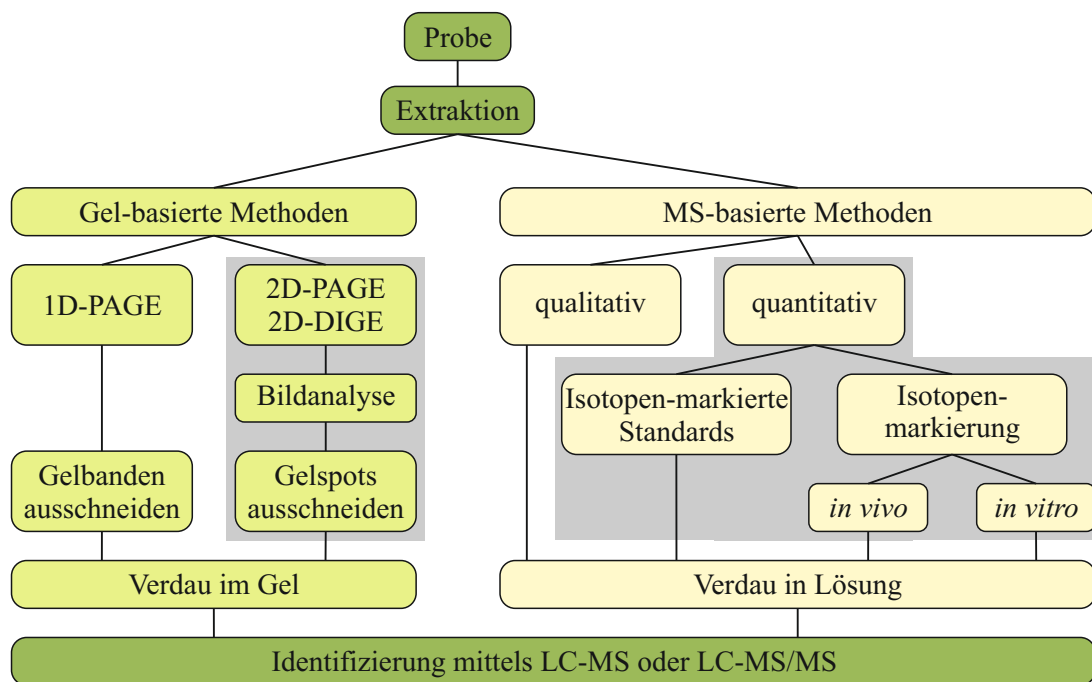 Probe
Extraktion
Gel-basierte Methoden
MS-basierte Methoden
1D-PAGE
2D-PAGE
2D-DIGE
qualitativ
quantitativ
Bildanalyse
Isotopen-markierte
Standards
Isotopen-
markierung
Gelbanden
ausschneiden
Gelspots
ausschneiden
in vivo
in vitro
Verdau im Gel
Verdau in Lösung
Identifizierung mittels LC-MS oder LC-MS/MS